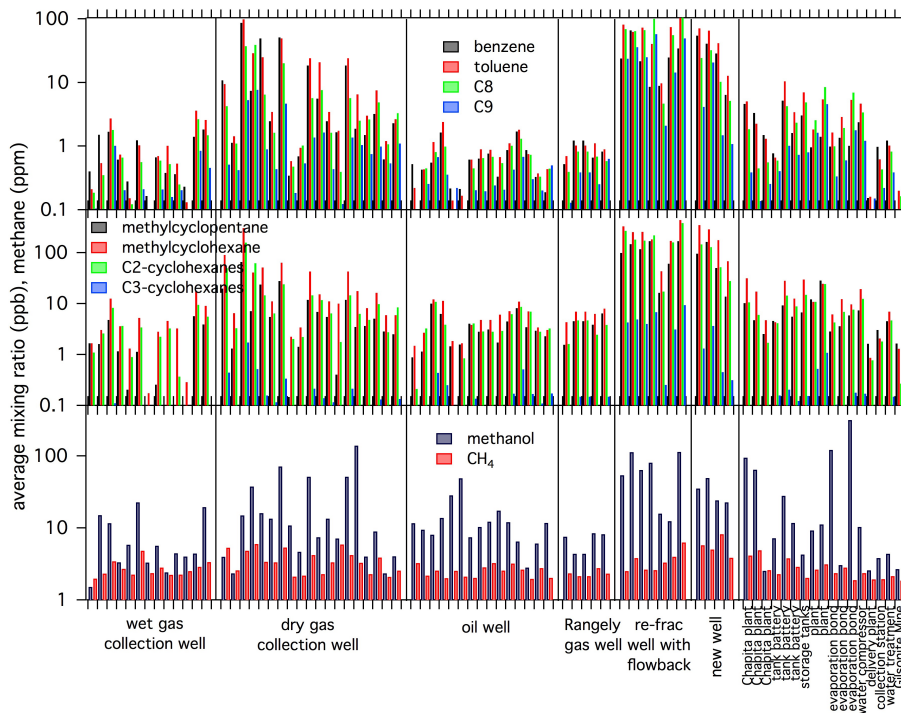 average mixing ratio (ppb), methane (ppm)
100
10
1
0.1
benzene
toluene
C8
C9
100
10
1
0.1
methylcyclopentane
methylcyclohexane
C2-cyclohexanes
C3-cyclohexanes
100
10
1
methanol
CH4
wet gas
collection well
dry gas
collection well
oil well
Rangely
gas well
re-frac
well with
flowback
new well
Chapita plant
Chapita plant
Chapita plant
tank battery
tank battery
tank battery
storage tanks
plant
plant
evaporation pond
evaporation pond
evaporation pond
water compressor
delivery plant
collection station
water treatment
Gilsonite Mine